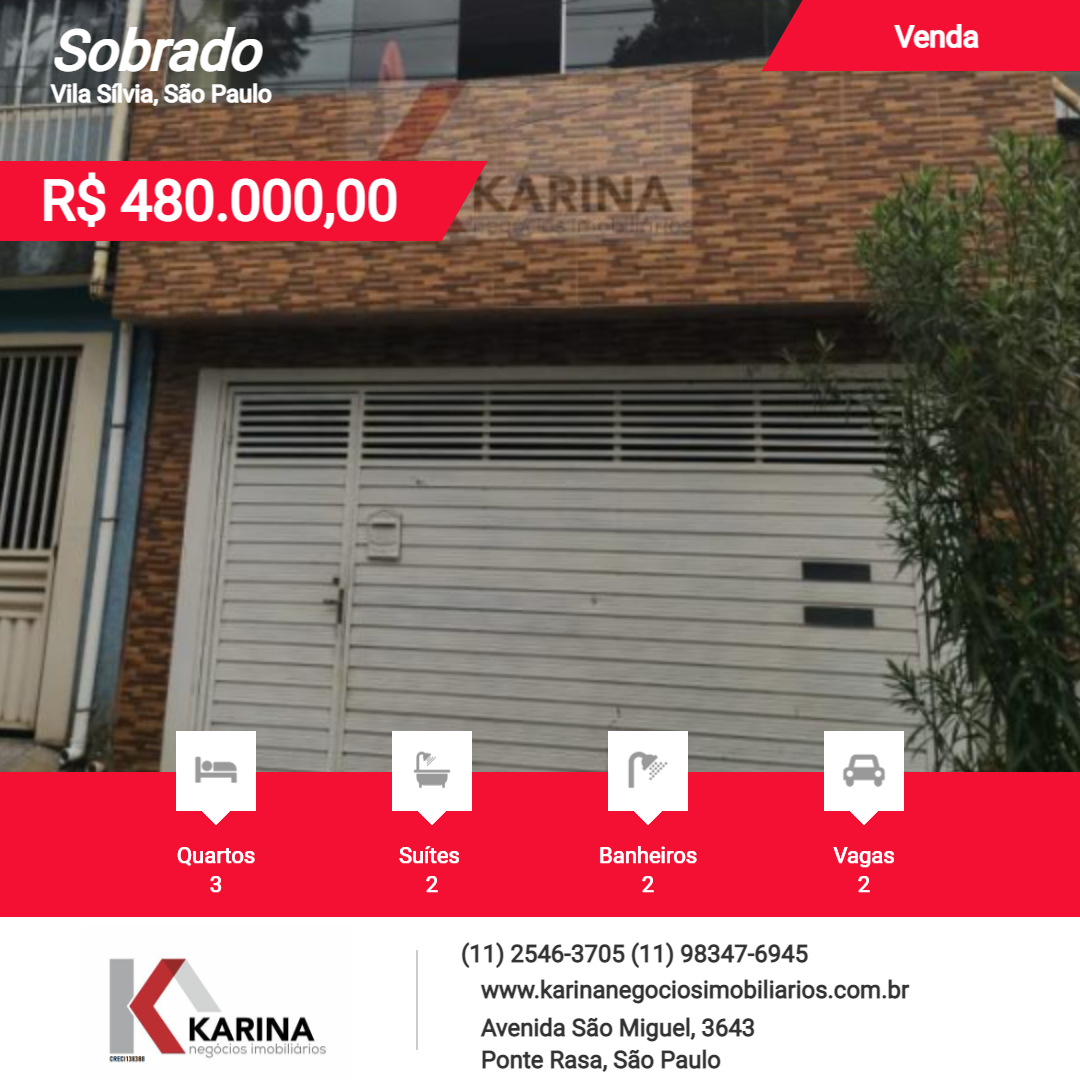 Sobrado
Vila Sílvia, São Paulo
Venda
R$ 480.000,00
KARINA
Quartos
3
Suítes
2
Banheiros
2
Vagas
2
KARINA
negócios imobiliários
CRECI 138388
(11) 2546-3705 (11) 98347-6945
www.karinanegociosimobiliarios.com.br
Avenida São Miguel, 3643
Ponte Rasa, São Paulo